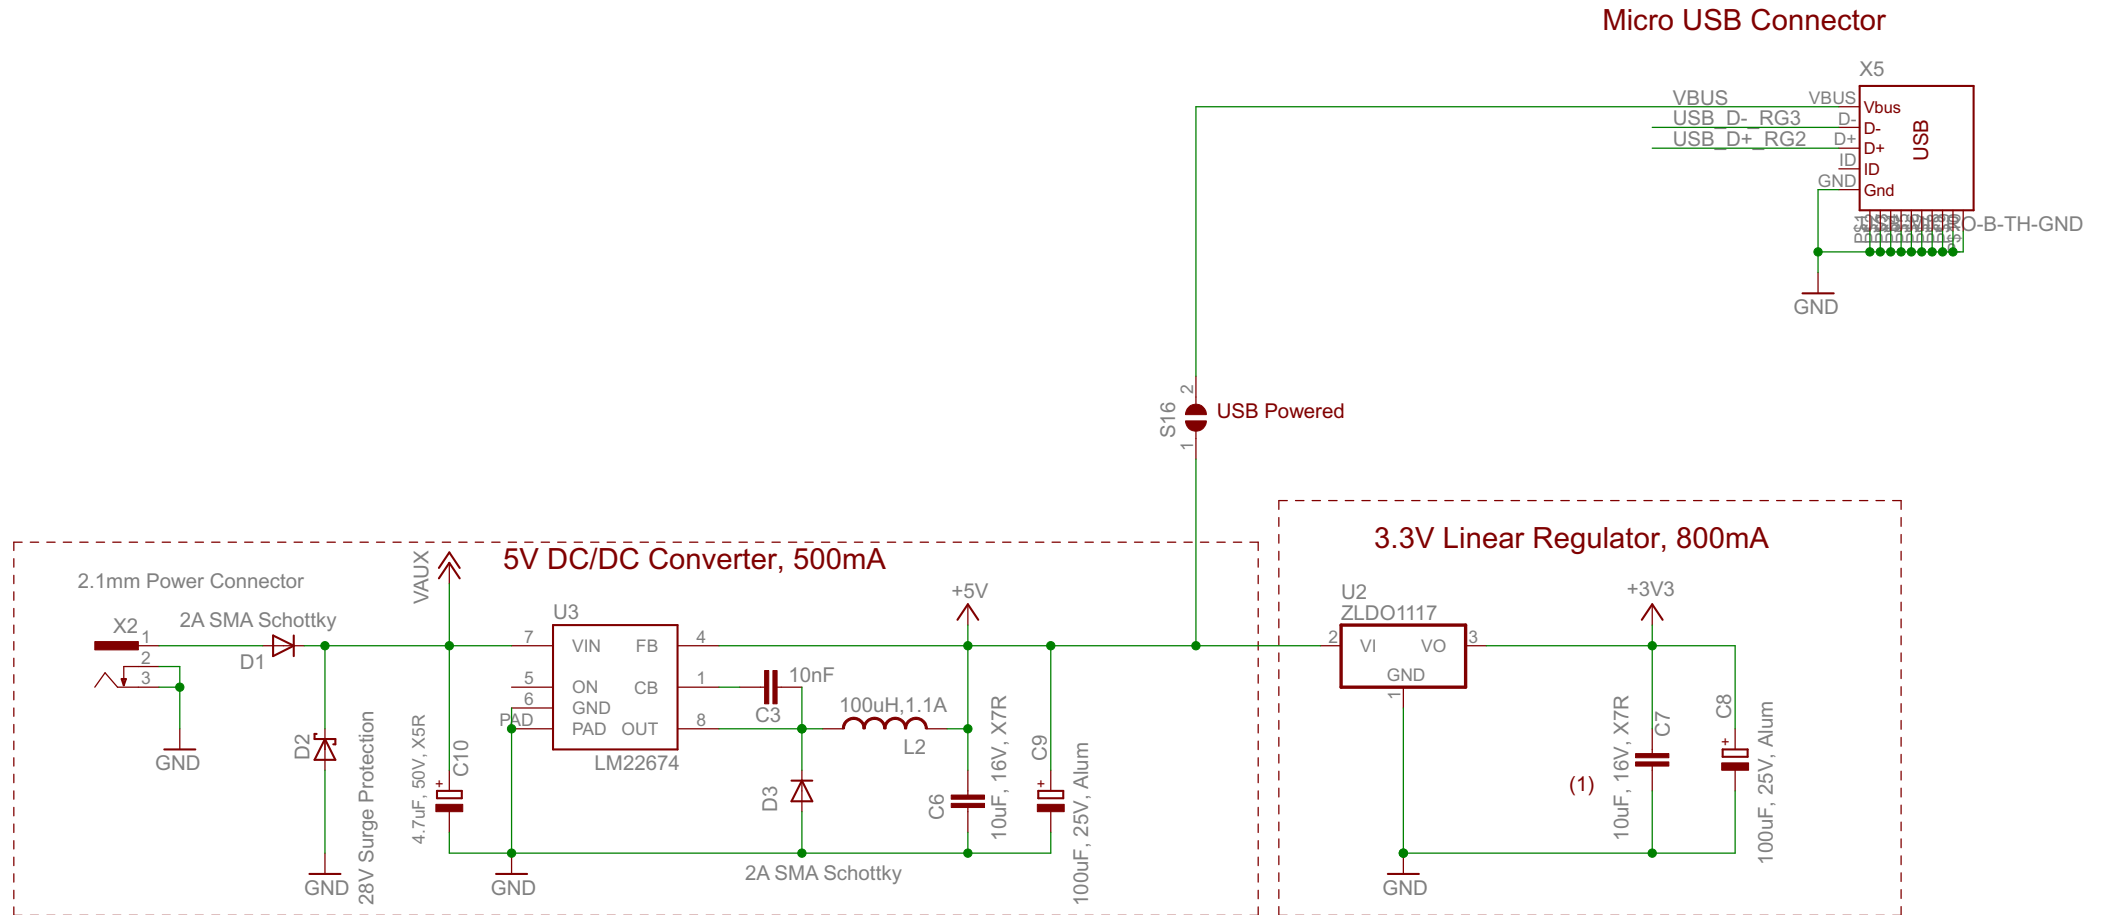 Micro USB Connector
X5
VBUS
VBUS
Vbus
USB_D-_RG3
D-
D-
USB_D+_RG2
D+
D+
ID
ID
GND
Gnd
USB
GND
2
S16
USB Powered
1
5V DC/DC Converter, 500mA
2.1mm Power Connector
X2
1
2
3
GND
2A SMA Schottky
D1
D2
28V Surge Protection
GND
VAUX
4.7uF, 50V, X5R
C10
U3
7
VIN
FB
4
5
ON
CB
1
6
GND
PAD
PAD
OUT
8
LM22674
GND
10nF
C3
100uH,1.1A
L2
D3
2A SMA Schottky
+5V
C6
10uF, 16V, X7R
C9
+
100uF, 25V, Alum
+
3.3V Linear Regulator, 800mA
U2
ZLDO1117
2
VI
VO
3
GND
1
GND
+3V3
(1)
10uF, 16V, X7R
C7
C8
+
100uF, 25V, Alum